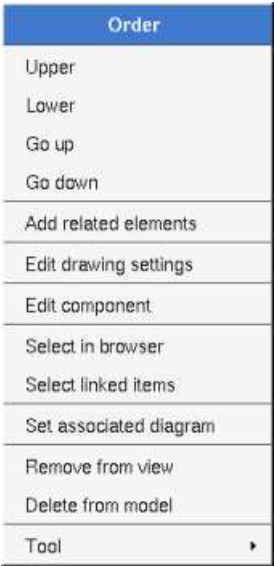 Order
Upper
Lower
Go up
Go down
Add related elements
Edit drawing settings
Edit component
Select in browser
Select linked items
Set associated diagram
Remove from view
Delete from model
Tool